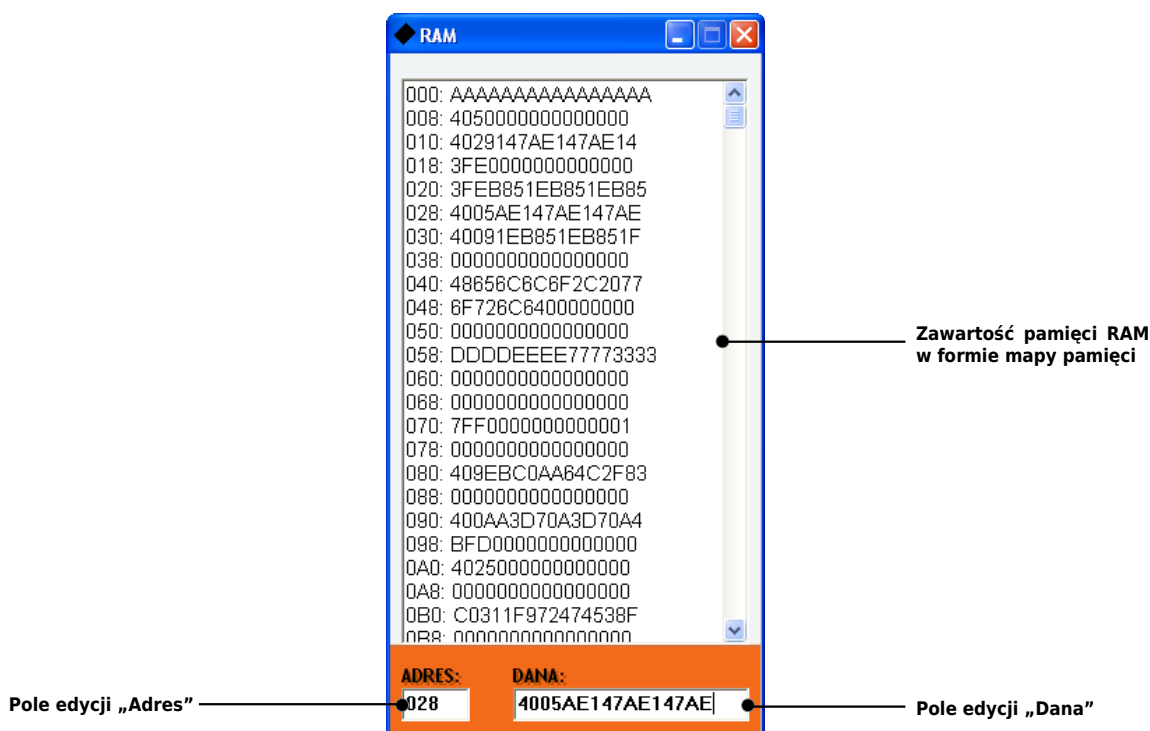 RAM
000: AAAAAAAAAAAAAAAA
008: 4050000000000000
010: 4029147AE147AE14
018: 3FE0000000000000
020: 3FEB851EB851EB85
028: 4005AE147AE147AE
030: 40091EB851EB851F
038: 0000000000000000
040: 48656C6C6F2C2077
048: 6F726C6400000000
050: 0000000000000000
058: DDDDEEEE77773333
060: 0000000000000000
068: 0000000000000000
070: 7FF0000000000001
078: 0000000000000000
080: 409EBC0AA64C2F83
088: 0000000000000000
090: 400AA3D70A3D70A4
098: BFD0000000000000
0A0: 4025000000000000
0A8: 0000000000000000
0B0: C0311F972474538F
0B8: 0000000000000000
Zawartość pamięci RAM
w formie mapy pamięci
ADRES: DANA:
028 4005AE147AE147AE
Pole edycji „Adres”
Pole edycji „Dana”